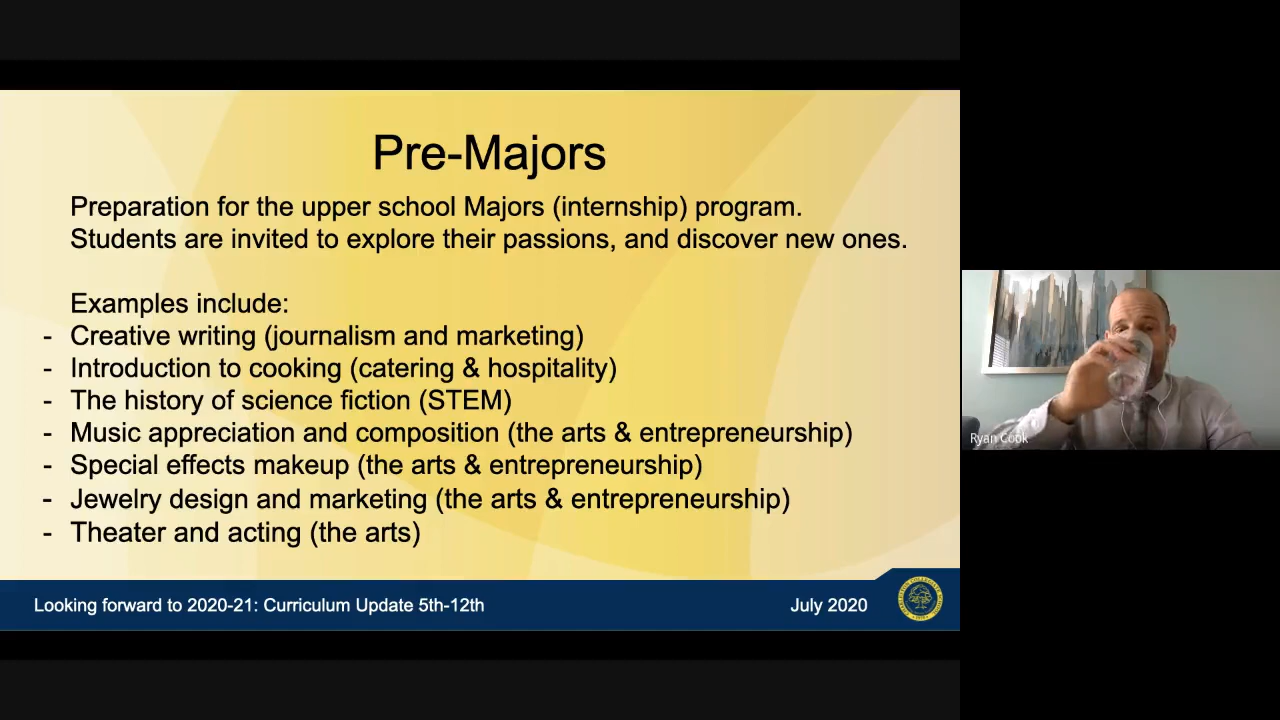 Pre-Majors
Preparation for the upper school Majors (internship) program.
Students are invited to explore their passions, and discover new ones.
Examples include:
- Creative writing (journalism and marketing)
- Introduction to cooking (catering & hospitality)
- The history of science fiction (STEM)
- Music appreciation and composition (the arts & entrepreneurship)
- Special effects makeup (the arts & entrepreneurship)
- Jewelry design and marketing (the arts & entrepreneurship)
- Theater and acting (the arts)
Looking forward to 2020-21: Curriculum Update 5th-12th
July 2020
Ryan Cook